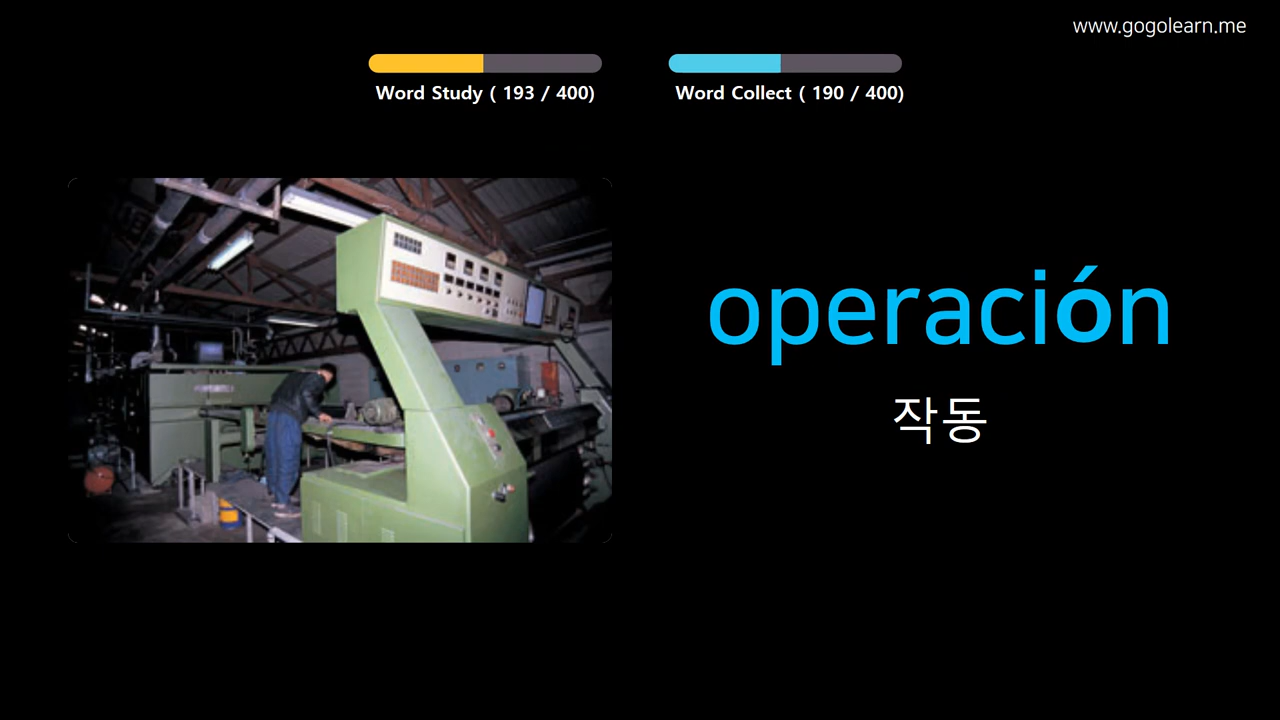 www.gogolearn.me
Word Study ( 193 / 400)
Word Collect ( 190 / 400)
operación
작동